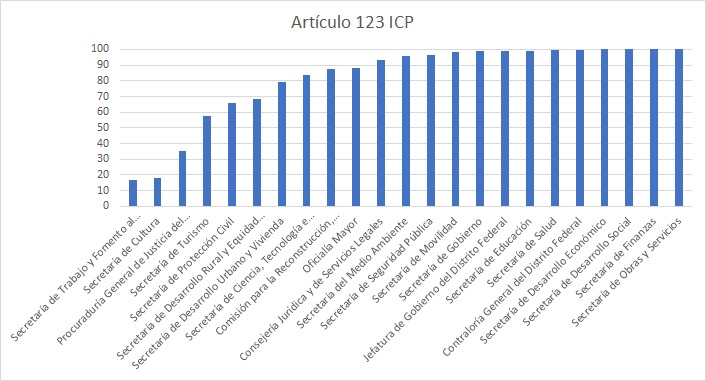 Artículo 123 ICP
100
90
80
70
60
50
40
30
20
10
0
Secretaría de Trabajo y Fomento al…
Secretaría de Cultura
Procuraduría General de Justicia del…
Secretaría de Turismo
Secretaría de Protección Civil
Secretaría de Desarrollo Rural y Equidad…
Secretaría de Desarrollo Urbano y Vivienda
Secretaría de Ciencia, Tecnología e…
Comisión para la Reconstrucción,…
Oficialía Mayor
Consejería Jurídica y de Servicios Legales
Secretaría del Medio Ambiente
Secretaría de Seguridad Pública
Secretaría de Movilidad
Secretaría de Gobierno
Jefatura de Gobierno del Distrito Federal
Secretaría de Educación
Secretaría de Salud
Contraloría General del Distrito Federal
Secretaría de Desarrollo Económico
Secretaría de Desarrollo Social
Secretaría de Finanzas
Secretaría de Obras y Servicios